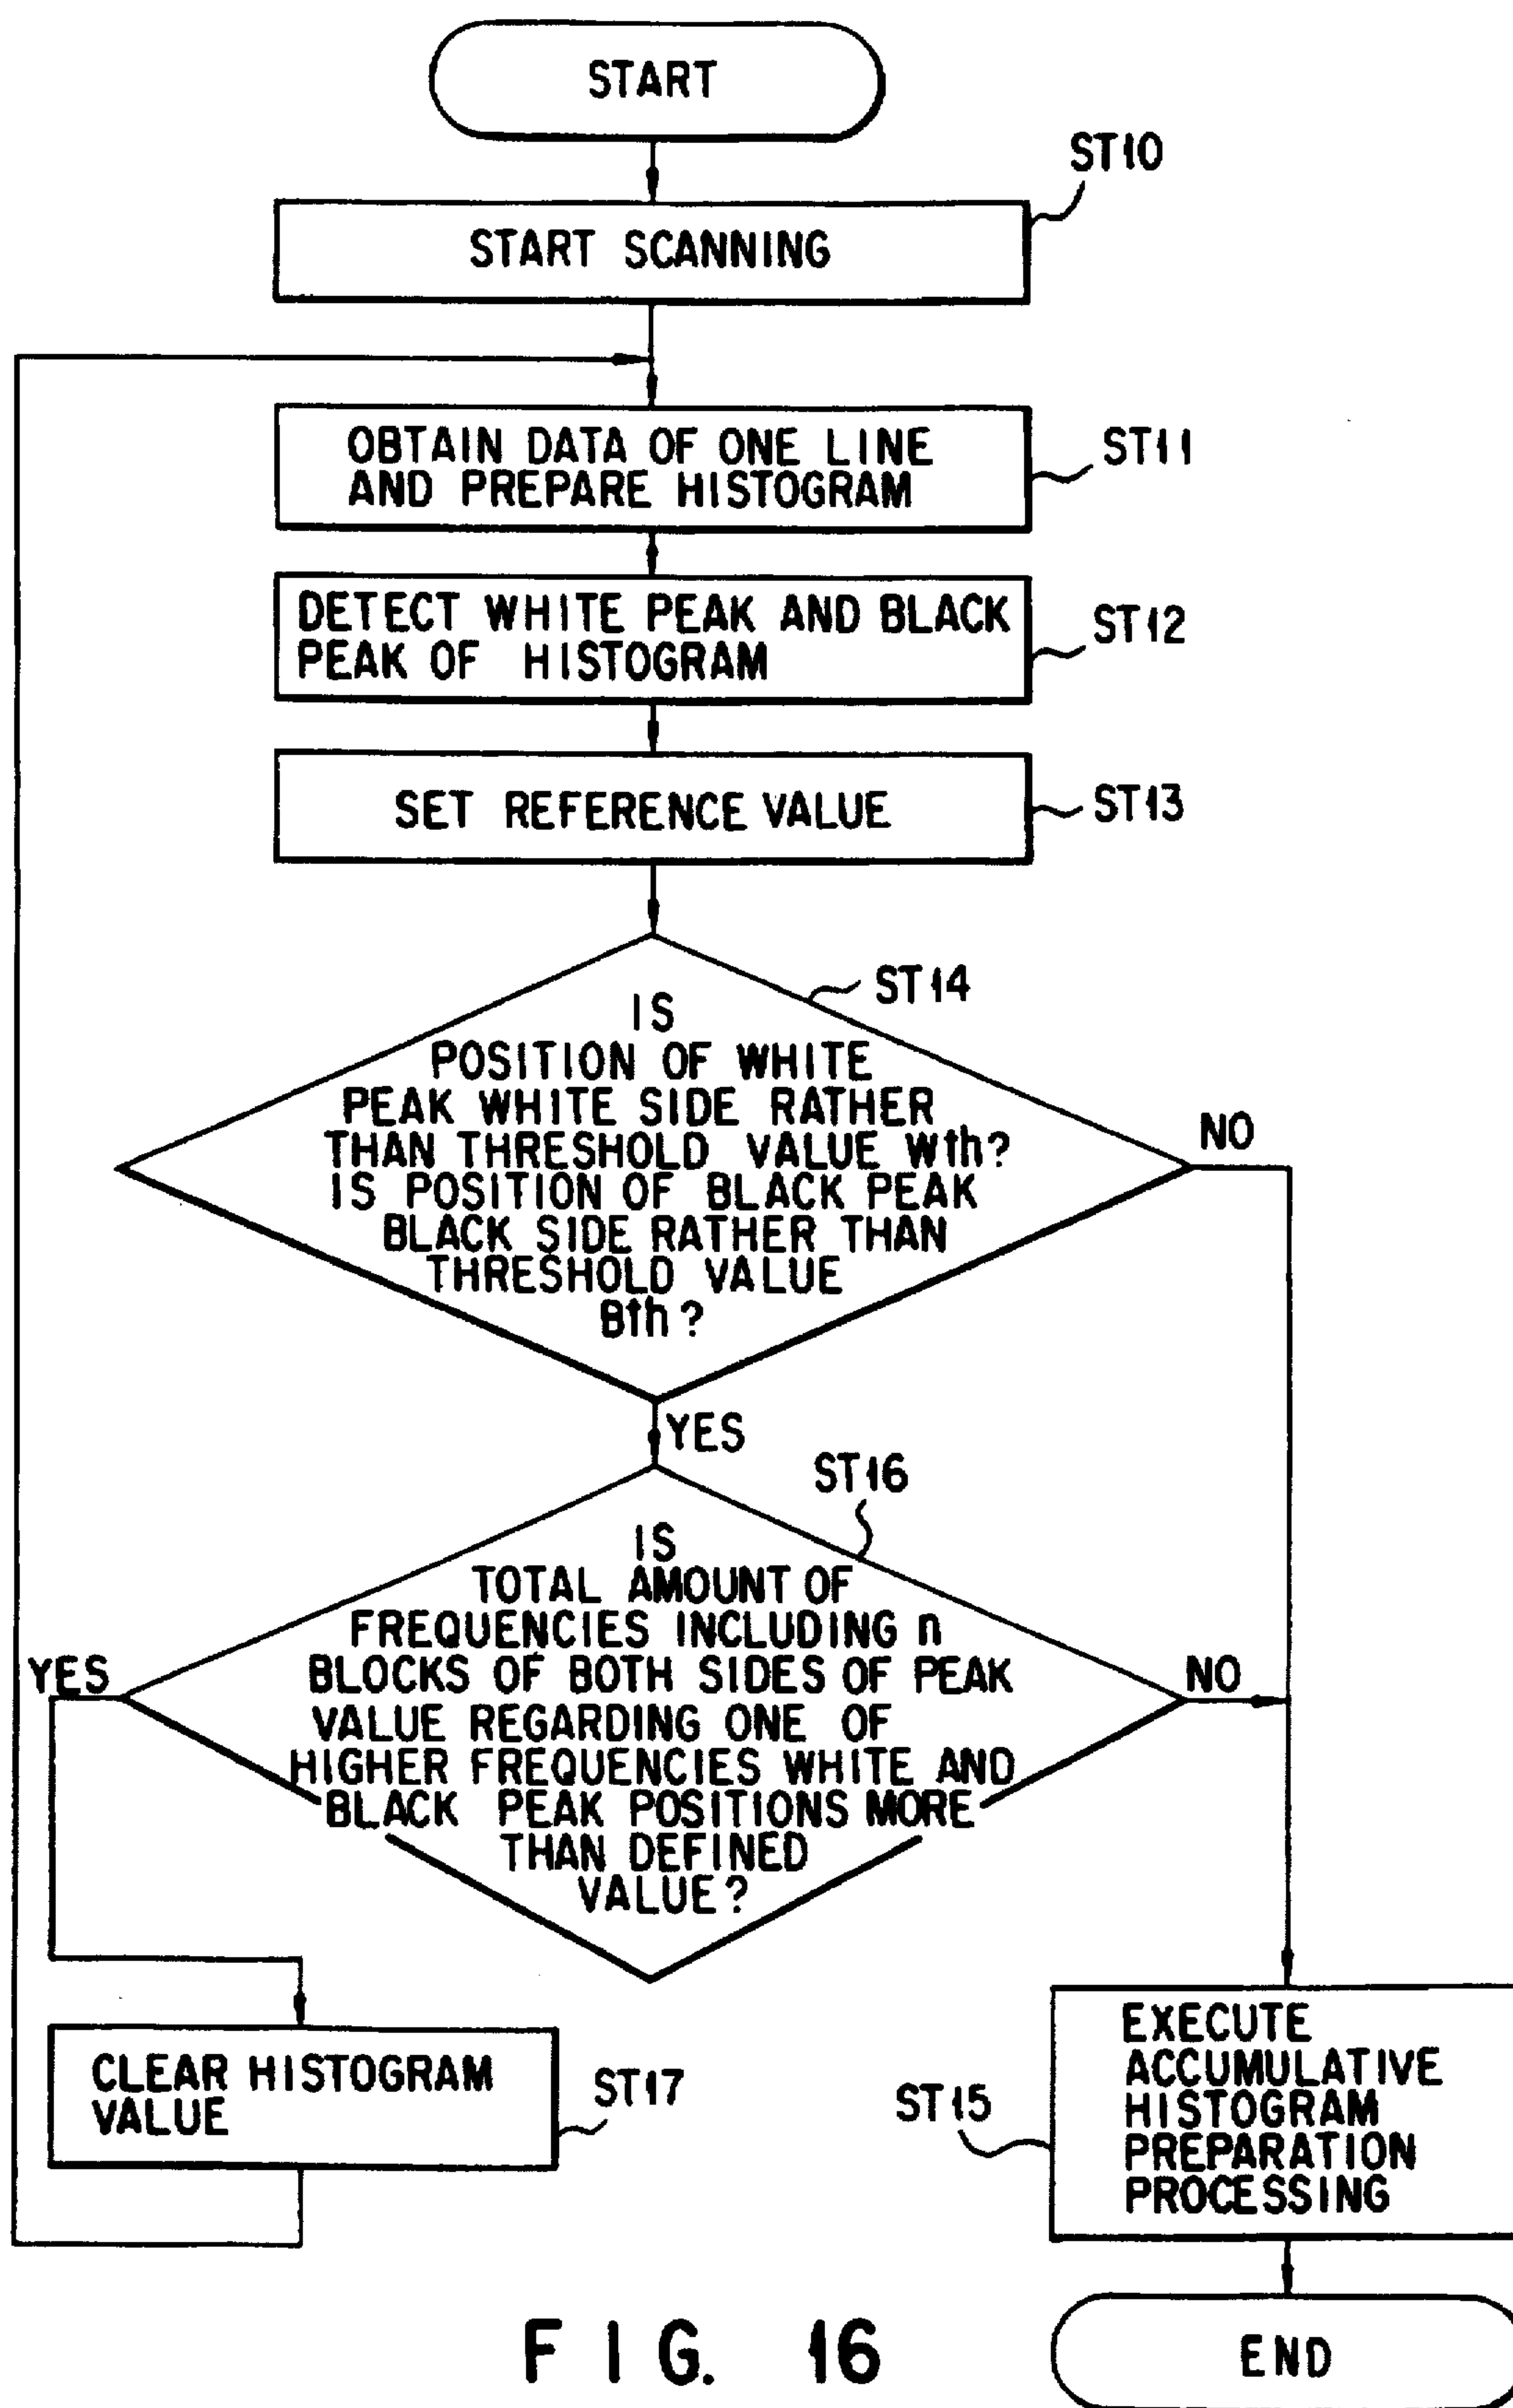 START
ST10
START SCANNING
ST11
OBTAIN DATA OF ONE LINE
AND PREPARE HISTOGRAM
ST12
DETECT WHITE PEAK AND BLACK
PEAK OF HISTOGRAM
ST13
SET REFERENCE VALUE
ST14
IS
POSITION OF WHITE
PEAK WHITE SIDE RATHER
THAN THRESHOLD VALUE Wth?
IS POSITION OF BLACK PEAK
BLACK SIDE RATHER THAN
THRESHOLD VALUE
Bth?
NO
YES
ST16
IS
TOTAL AMOUNT OF
FREQUENCIES INCLUDING n
BLOCKS OF BOTH SIDES OF PEAK
VALUE REGARDING ONE OF
HIGHER FREQUENCIES WHITE AND
BLACK PEAK POSITIONS MORE
THAN DEFINED
VALUE?
YES
NO
CLEAR HISTOGRAM
VALUE
ST17
ST15
EXECUTE
ACCUMULATIVE
HISTOGRAM
PREPARATION
PROCESSING
END
FIG. 16